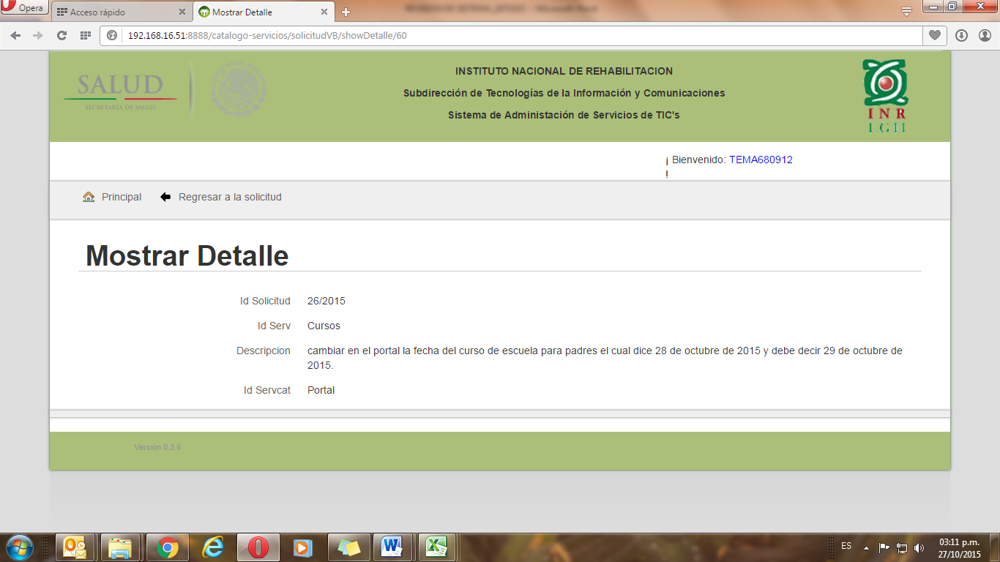 Opera
Acceso rápido
Mostrar Detalle
192.168.16.51:8888/catalogo-servicios/solicitudVB/showDetalle/60
SALUD
SECRETARÍA DE SALUD
INSTITUTO NACIONAL DE REHABILITACION
Subdirección de Tecnologías de la Información y Comunicaciones
Sistema de Administación de Servicios de TIC's
INR
LGII
¡ Bienvenido: TEMA680912
!
Principal
Regresar a la solicitud
Mostrar Detalle
Id Solicitud 26/2015
Id Serv Cursos
Descripcion cambiar en el portal la fecha del curso de escuela para padres el cual dice 28 de octubre de 2015 y debe decir 29 de octubre de
2015.
Id Servcat Portal
Versión 0.3.6
ES
03:11 p.m.
27/10/2015